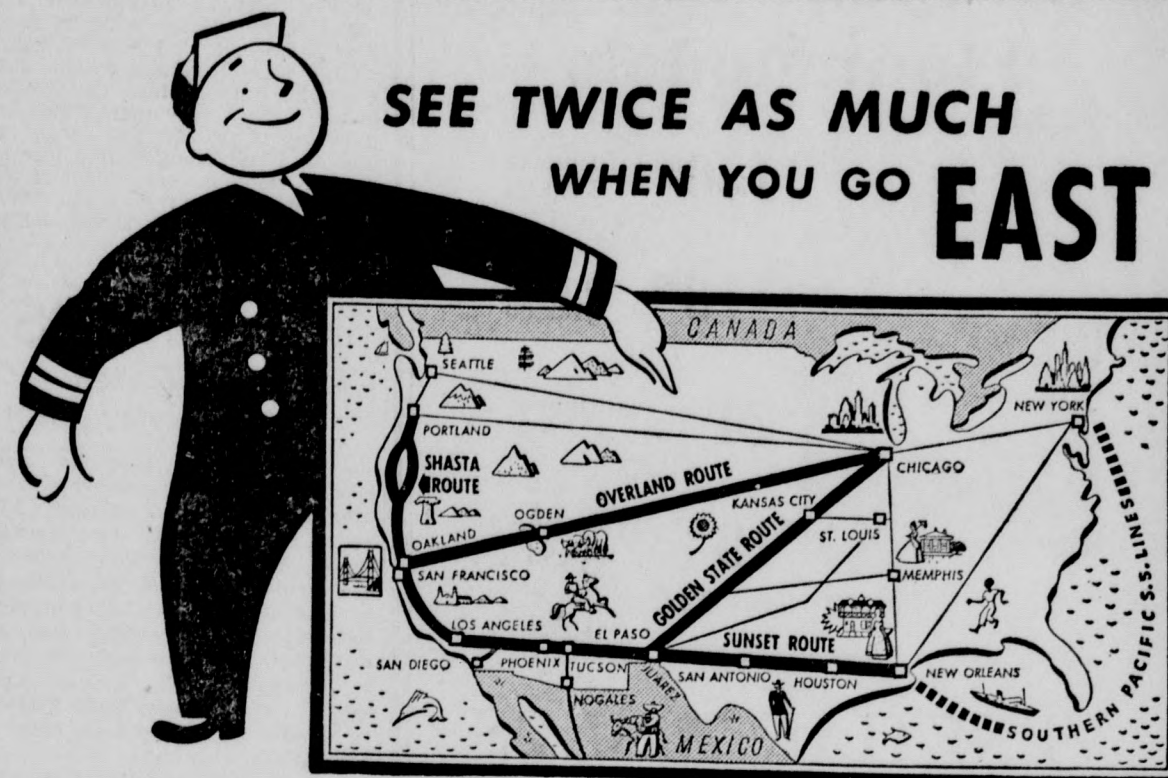 SEE TWICE AS MUCH
WHEN YOU GO EAST
CANADA
SEATTLE
NEW YORK
PORTLAND
CHICAGO
SHASTA
ROUTE
OVERLAND ROUTE
KANSAS CITY
OGDEN
ST. LOUIS
OAKLAND
SAN FRANCISCO
GOLDEN STATE ROUTE
MEMPHIS
LOS ANGELES
EL PASO
SUNSET ROUTE
SAN DIEGO
PHOENIX
TUCSON
JUAREZ
SAN ANTONIO
HOUSTON
NEW ORLEANS
NOGALES
MEXICO
SOUTHERN PACIFIC S.S. LINES